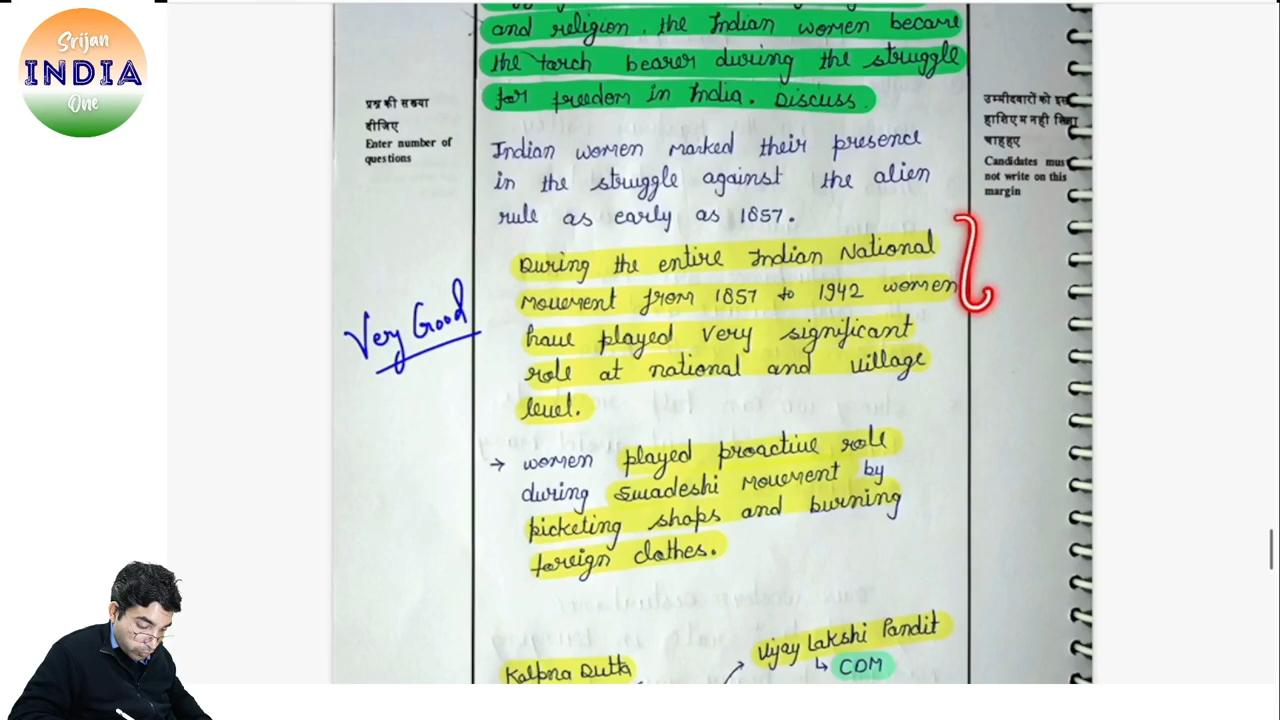 Srijan
INDIA
One
and religion, the Indian women became
the torch bearer during the struggle
for freedom in India. Discuss.
प्रश्न की सख्या
दीजिए
Enter number of
questions
उम्मीदवारों को इस
हाशिए म नही लिखना
चाहहए
Candidates mus
not write on this
margin
Indian women marked their presence
in the struggle against the alien
rule as early as 1857.
During the entire Indian National
Movement from 1857 to 1942 women
have played very significant
role at national and village
level.
Very Good
→ women played proactive role
during Swadeshi Movement by
picketing shops and burning
foreign clothes.
Kalpna Dutta
Vijay Lakshi Pandit
↳ CDM